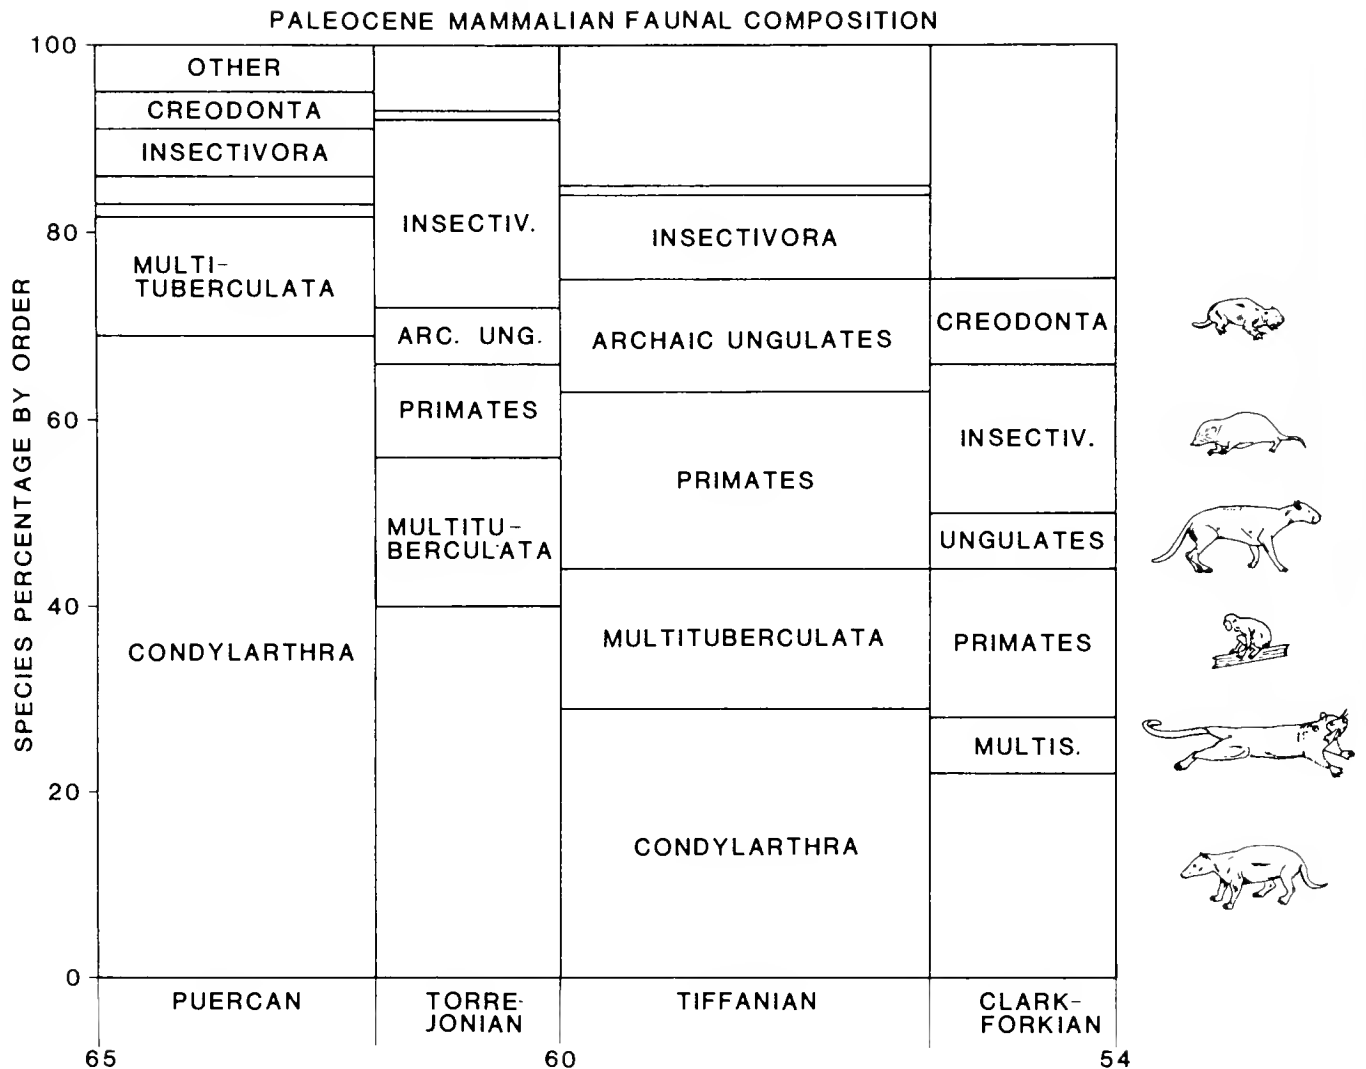 PALEOCENE MAMMALIAN FAUNAL COMPOSITION
SPECIES PERCENTAGE BY ORDER
100
80
60
40
20
0
OTHER
CREODONTA
INSECTIVORA
MULTI-
TUBERCULATA
CONDYLARTHRA
INSECTIV.
ARC. UNG.
PRIMATES
MULTITU-
BERCULATA
INSECTIVORA
ARCHAIC UNGULATES
PRIMATES
MULTITUBERCULATA
CONDYLARTHRA
CREODONTA
INSECTIV.
UNGULATES
PRIMATES
MULTIS.
PUERCAN
TORRE-
JONIAN
TIFFANIAN
CLARK-
FORKIAN
65
60
54